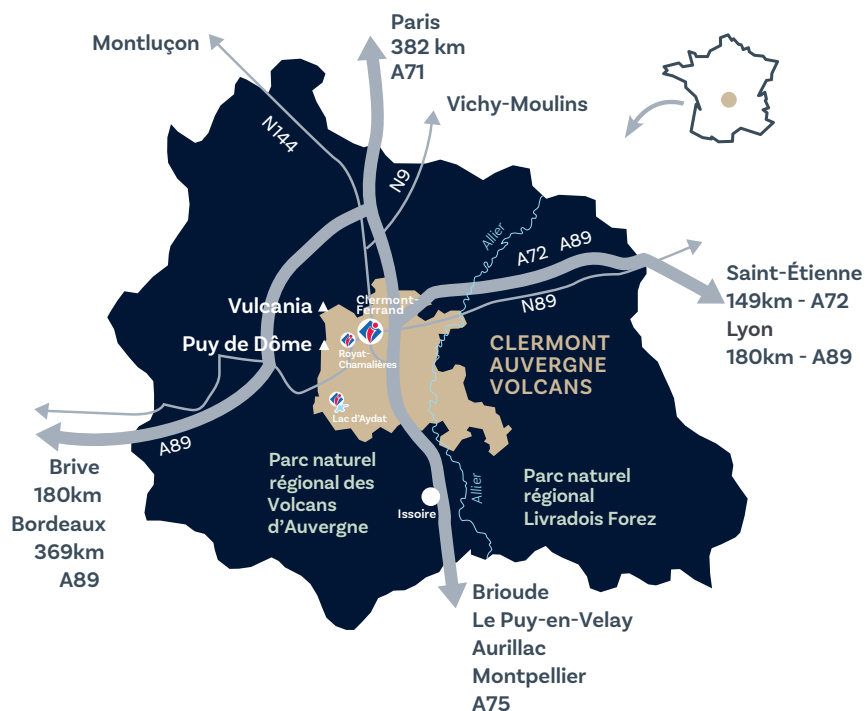 Paris
382 km
A71
Montluçon
Vichy-Moulins
N144
N9
Allier
A72 A89
N89
Saint-Étienne
149km - A72
Lyon
180km - A89
Vulcania
Clermont-
Ferrand
Puy de Dôme
Royat-
Chamalières
CLERMONT
AUVERGNE
VOLCANS
Lac d'Aydat
A89
Brive
180km
Bordeaux
369km
A89
Parc naturel
régional des
Volcans
d'Auvergne
Issoire
Allier
Parc naturel
régional
Livradois Forez
Brioude
Le Puy-en-Velay
Aurillac
Montpellier
A75